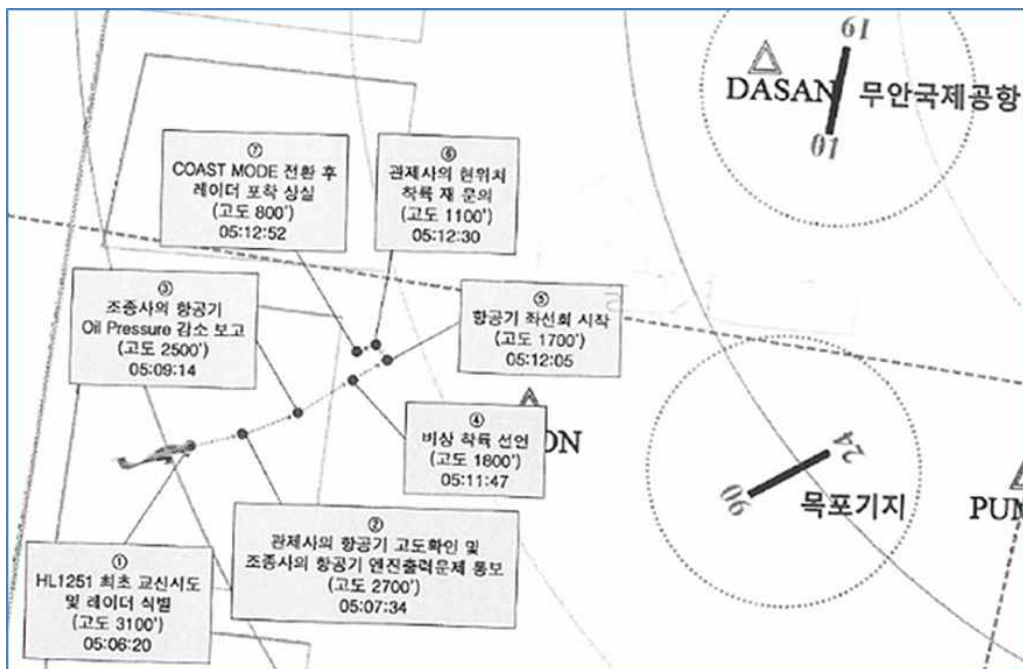 19
DASAN
무안국제공항
01
⑦
COAST MODE 전환 후
레이더 포착 상실
(고도 800')
05:12:52
⑥
관제사의 현위치
착륙 재 문의
(고도 1100')
05:12:30
③
조종사의 항공기
Oil Pressure 감소 보고
(고도 2500')
05:09:14
⑤
항공기 좌선회 시작
(고도 1700')
05:12:05
④
비상 착륙 선언
(고도 1800')
05:11:47
ON
24
06
목포기지
PUM
①
HL1251 최초 교신시도
및 레이더 식별
(고도 3100')
05:06:20
②
관제사의 항공기 고도확인 및
조종사의 항공기 엔진출력문제 통보
(고도 2700')
05:07:34